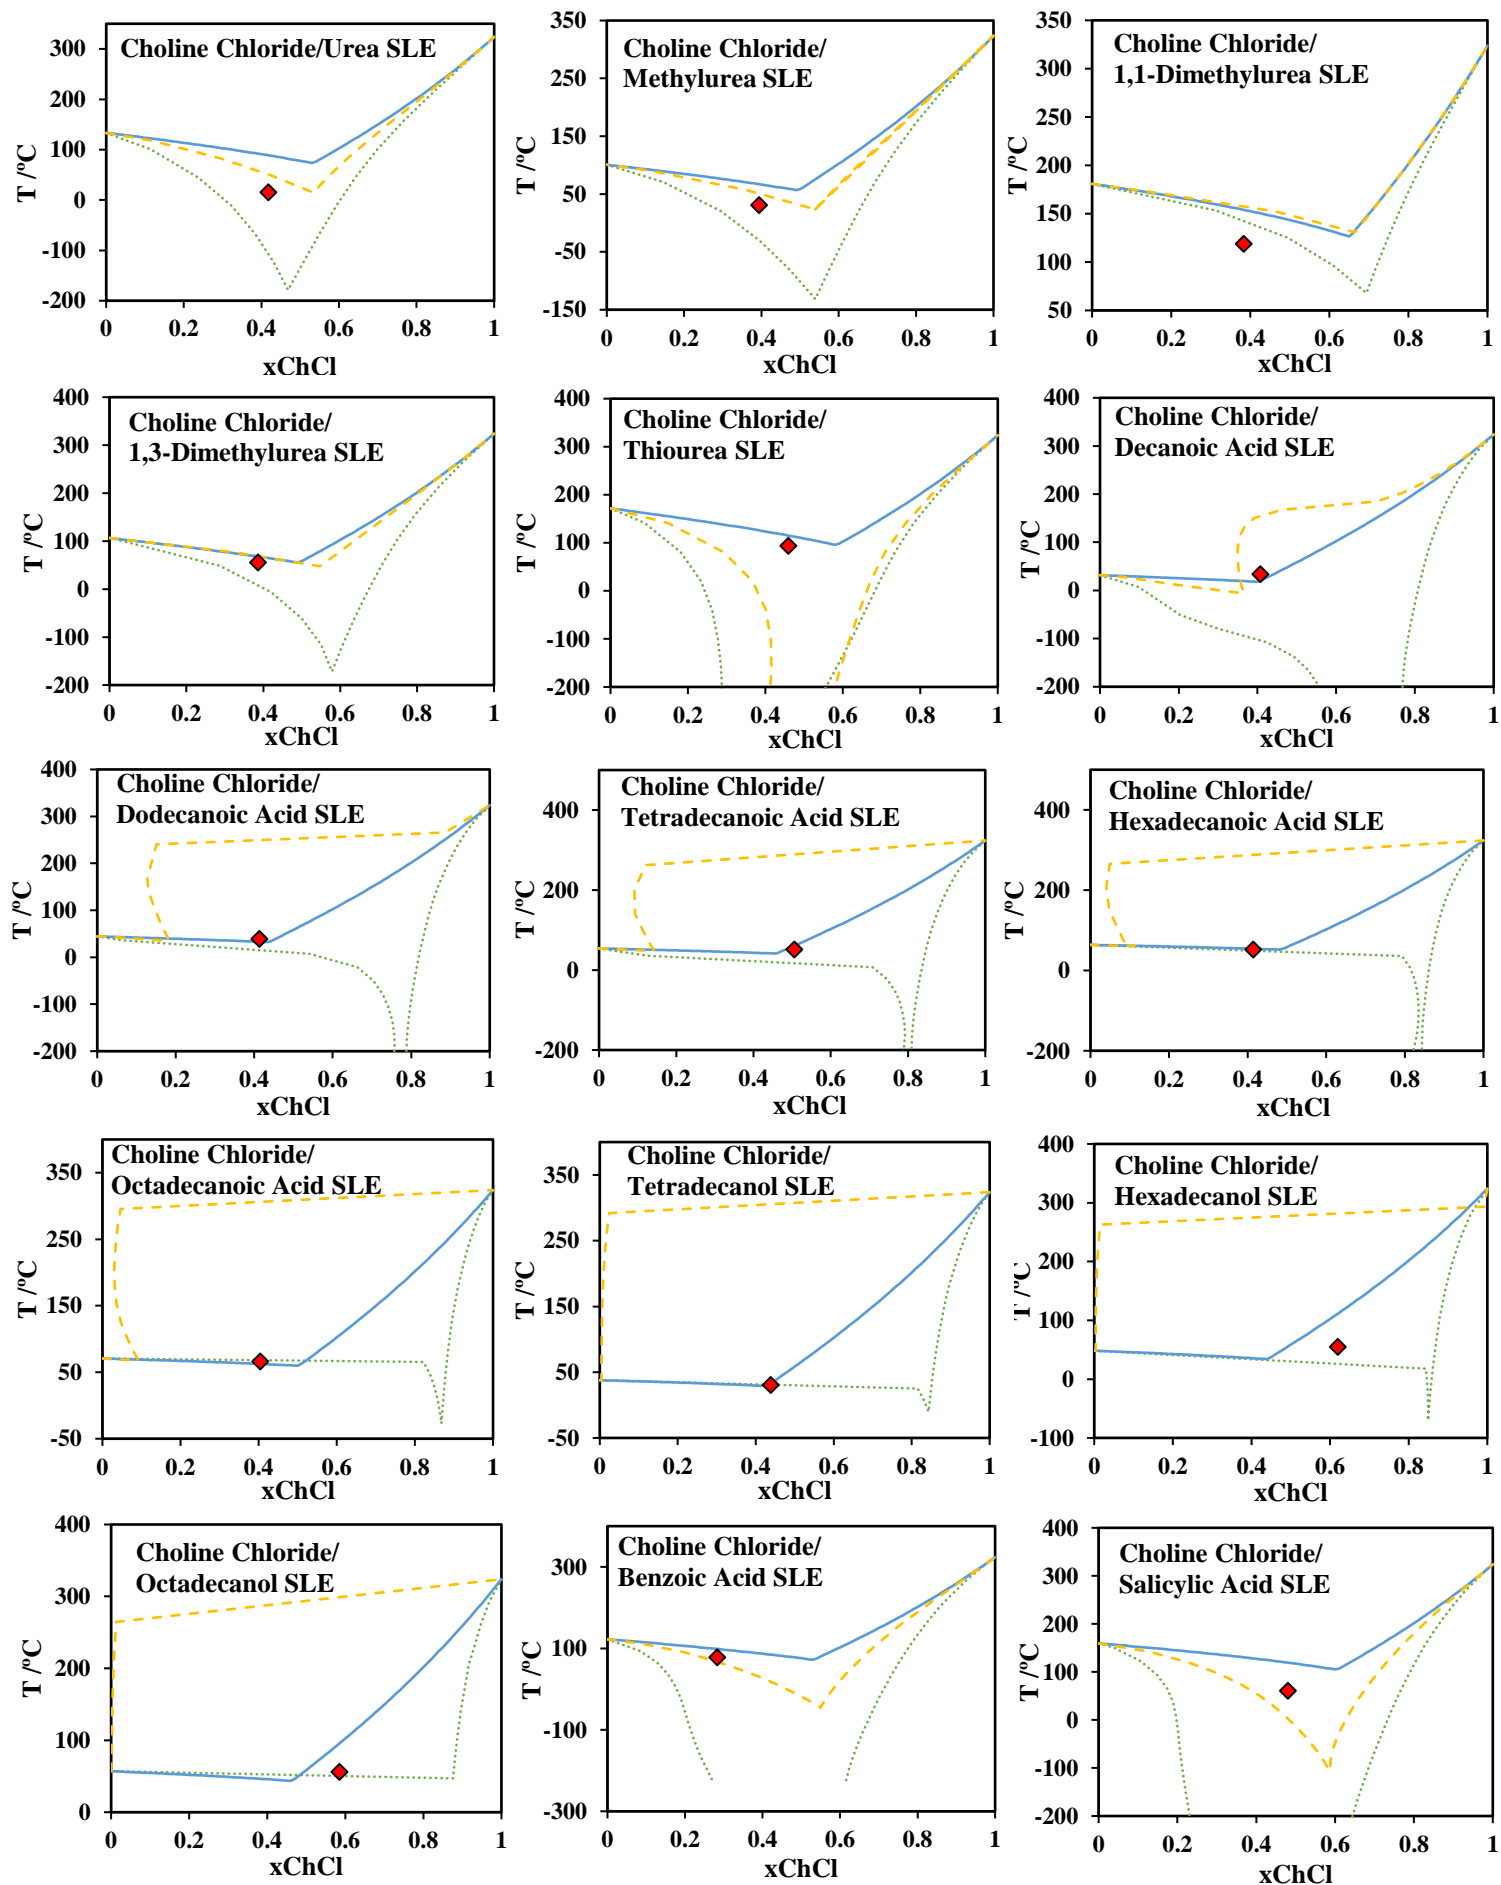 Choline Chloride/Urea SLE
T /ºC
300
200
100
0
-100
-200
0 0.2 0.4 0.6 0.8 1
xChCl
Choline Chloride/
Methylurea SLE
T /ºC
350
250
150
50
-50
-150
0 0.2 0.4 0.6 0.8 1
xChCl
Choline Chloride/
1,1-Dimethylurea SLE
T /ºC
350
300
250
200
150
100
50
0 0.2 0.4 0.6 0.8 1
xChCl
Choline Chloride/
1,3-Dimethylurea SLE
T /ºC
400
300
200
100
0
-100
-200
0 0.2 0.4 0.6 0.8 1
xChCl
Choline Chloride/
Thiourea SLE
T /ºC
400
300
200
100
0
-100
-200
0 0.2 0.4 0.6 0.8 1
xChCl
Choline Chloride/
Decanoic Acid SLE
T /ºC
400
300
200
100
0
-100
-200
0 0.2 0.4 0.6 0.8 1
xChCl
Choline Chloride/
Dodecanoic Acid SLE
T /ºC
400
300
200
100
0
-100
-200
0 0.2 0.4 0.6 0.8 1
xChCl
Choline Chloride/
Tetradecanoic Acid SLE
T /ºC
400
200
0
-200
0 0.2 0.4 0.6 0.8 1
xChCl
Choline Chloride/
Hexadecanoic Acid SLE
T /ºC
400
200
0
-200
0 0.2 0.4 0.6 0.8 1
xChCl
Choline Chloride/
Octadecanoic Acid SLE
T /ºC
350
250
150
50
-50
0 0.2 0.4 0.6 0.8 1
xChCl
Choline Chloride/
Tetradecanol SLE
T /ºC
350
250
150
50
-50
0 0.2 0.4 0.6 0.8 1
xChCl
Choline Chloride/
Hexadecanol SLE
T /ºC
400
300
200
100
0
-100
0 0.2 0.4 0.6 0.8 1
xChCl
Choline Chloride/
Octadecanol SLE
T /ºC
400
300
200
100
0
0 0.2 0.4 0.6 0.8 1
xChCl
Choline Chloride/
Benzoic Acid SLE
T /ºC
300
100
-100
-300
0 0.2 0.4 0.6 0.8 1
xChCl
Choline Chloride/
Salicylic Acid SLE
T /ºC
400
300
200
100
0
-100
-200
0 0.2 0.4 0.6 0.8 1
xChCl